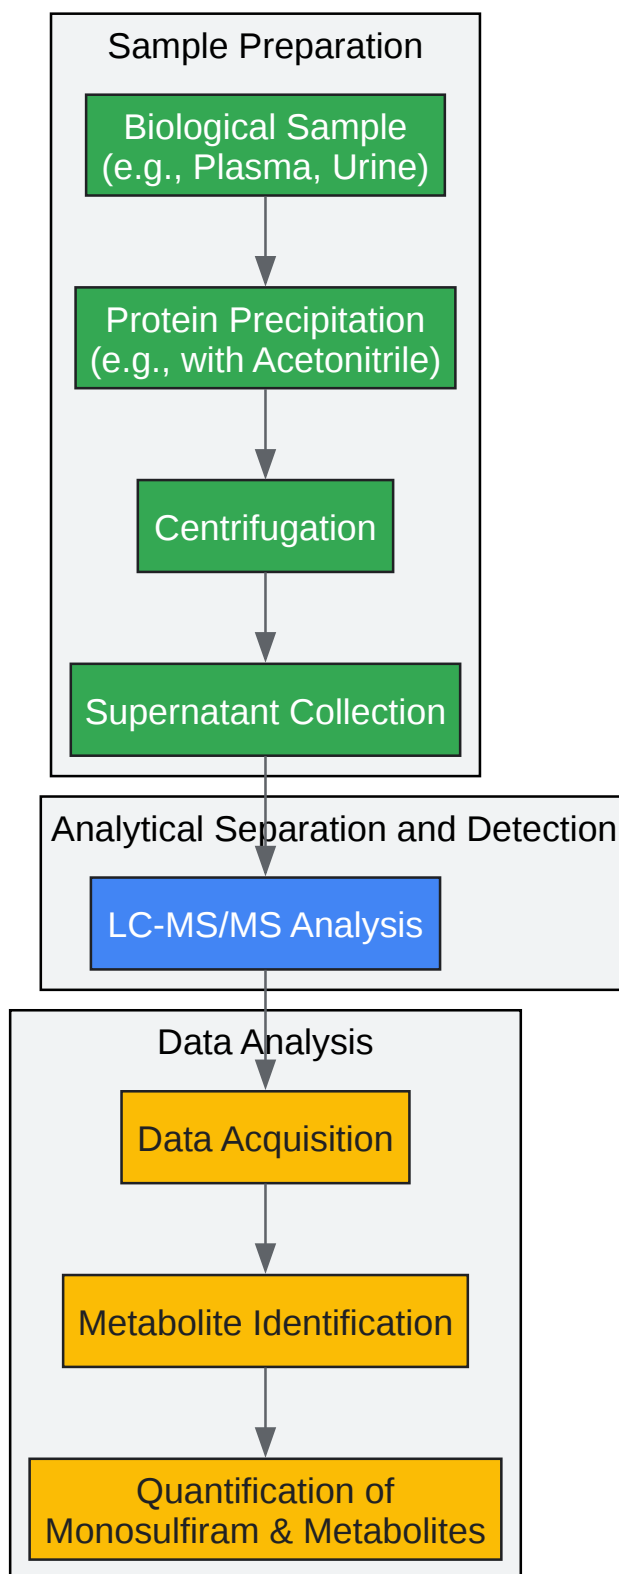 Sample Preparation
Biological Sample
(e.g., Plasma, Urine)
Protein Precipitation
(e.g., with Acetonitrile)
Centrifugation
Supernatant Collection
Analytical Separation and Detection
LC-MS/MS Analysis
Data Analysis
Data Acquisition
Metabolite Identification
Quantification of
Monosulfiram & Metabolites